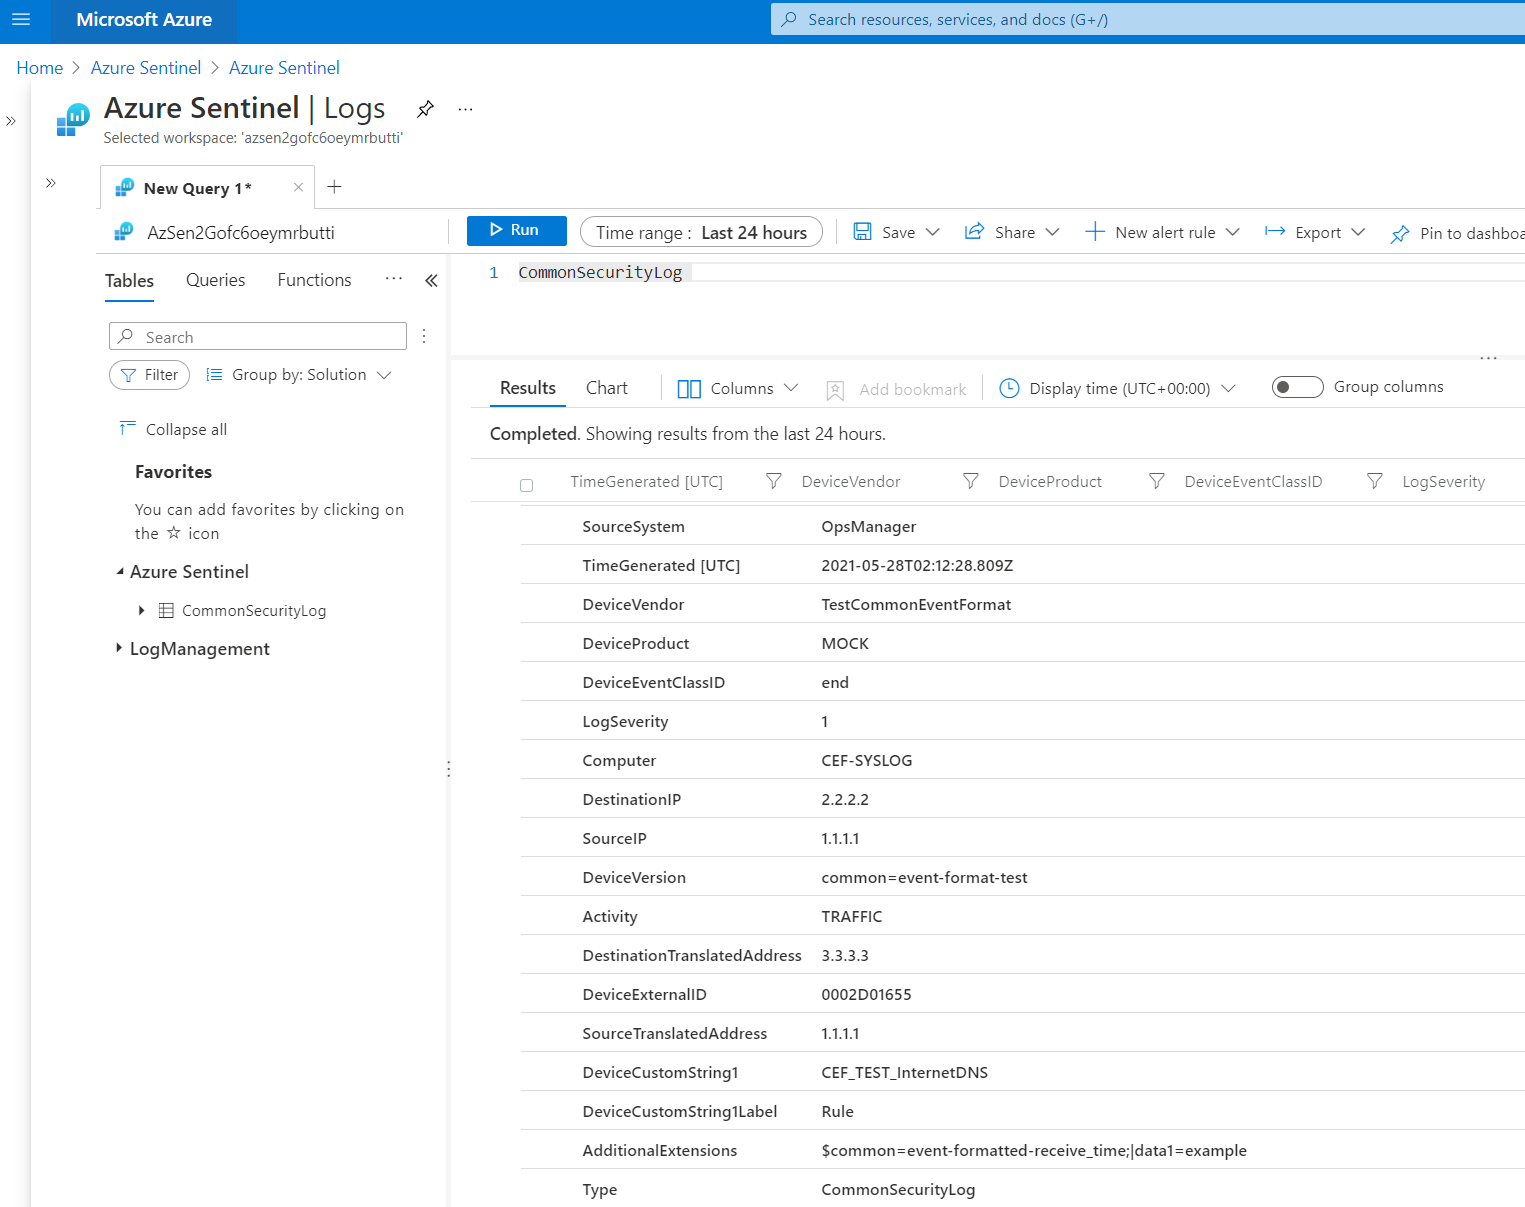 Microsoft Azure
Search resources, services, and docs (G+/)
Home > Azure Sentinel > Azure Sentinel
Azure Sentinel | Logs
Selected workspace: 'azsen2gofc6oeymrbutti'
New Query 1*
AzSen2Gofc6oeymrbutti
Run
Time range : Last 24 hours
Save
Share
New alert rule
Export
Pin to dashboa
Tables
Queries
Functions
1 CommonSecurityLog
Search
Filter
Group by: Solution
Collapse all
Favorites
You can add favorites by clicking on
the ☆ icon
Azure Sentinel
CommonSecurityLog
LogManagement
Results
Chart
Columns
Add bookmark
Display time (UTC+00:00)
Group columns
Completed. Showing results from the last 24 hours.
TimeGenerated [UTC] DeviceVendor DeviceProduct DeviceEventClassID LogSeverity
SourceSystem OpsManager
TimeGenerated [UTC] 2021-05-28T02:12:28.809Z
DeviceVendor TestCommonEventFormat
DeviceProduct MOCK
DeviceEventClassID end
LogSeverity 1
Computer CEF-SYSLOG
DestinationIP 2.2.2.2
SourceIP 1.1.1.1
DeviceVersion common=event-format-test
Activity TRAFFIC
DestinationTranslatedAddress 3.3.3.3
DeviceExternalID 0002D01655
SourceTranslatedAddress 1.1.1.1
DeviceCustomString1 CEF_TEST_InternetDNS
DeviceCustomString1Label Rule
AdditionalExtensions $common=event-formatted-receive_time;|data1=example
Type CommonSecurityLog